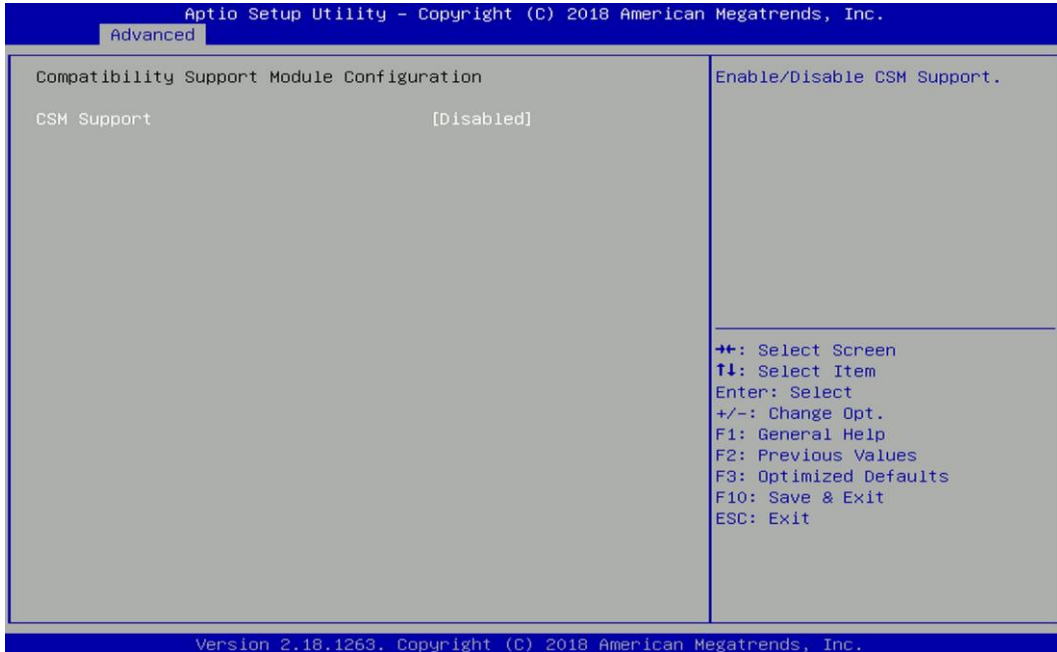 Aptio Setup Utility – Copyright (C) 2018 American Megatrends, Inc.
Advanced
Compatibility Support Module Configuration
CSM Support [Disabled]
Enable/Disable CSM Support.
→←: Select Screen
↑↓: Select Item
Enter: Select
+/-: Change Opt.
F1: General Help
F2: Previous Values
F3: Optimized Defaults
F10: Save & Exit
ESC: Exit
Version 2.18.1263. Copyright (C) 2018 American Megatrends, Inc.